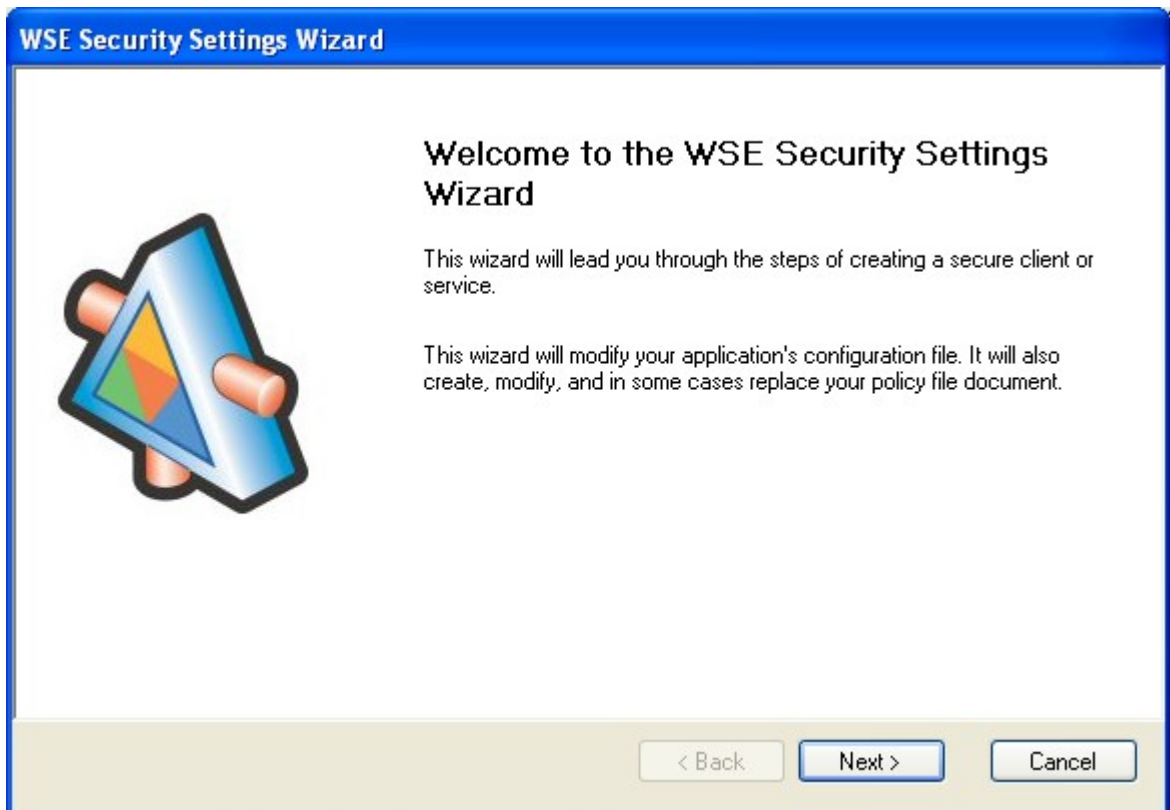 WSE Security Settings Wizard
Welcome to the WSE Security Settings
Wizard
This wizard will lead you through the steps of creating a secure client or
service.
This wizard will modify your application's configuration file. It will also
create, modify, and in some cases replace your policy file document.
< Back
Next >
Cancel